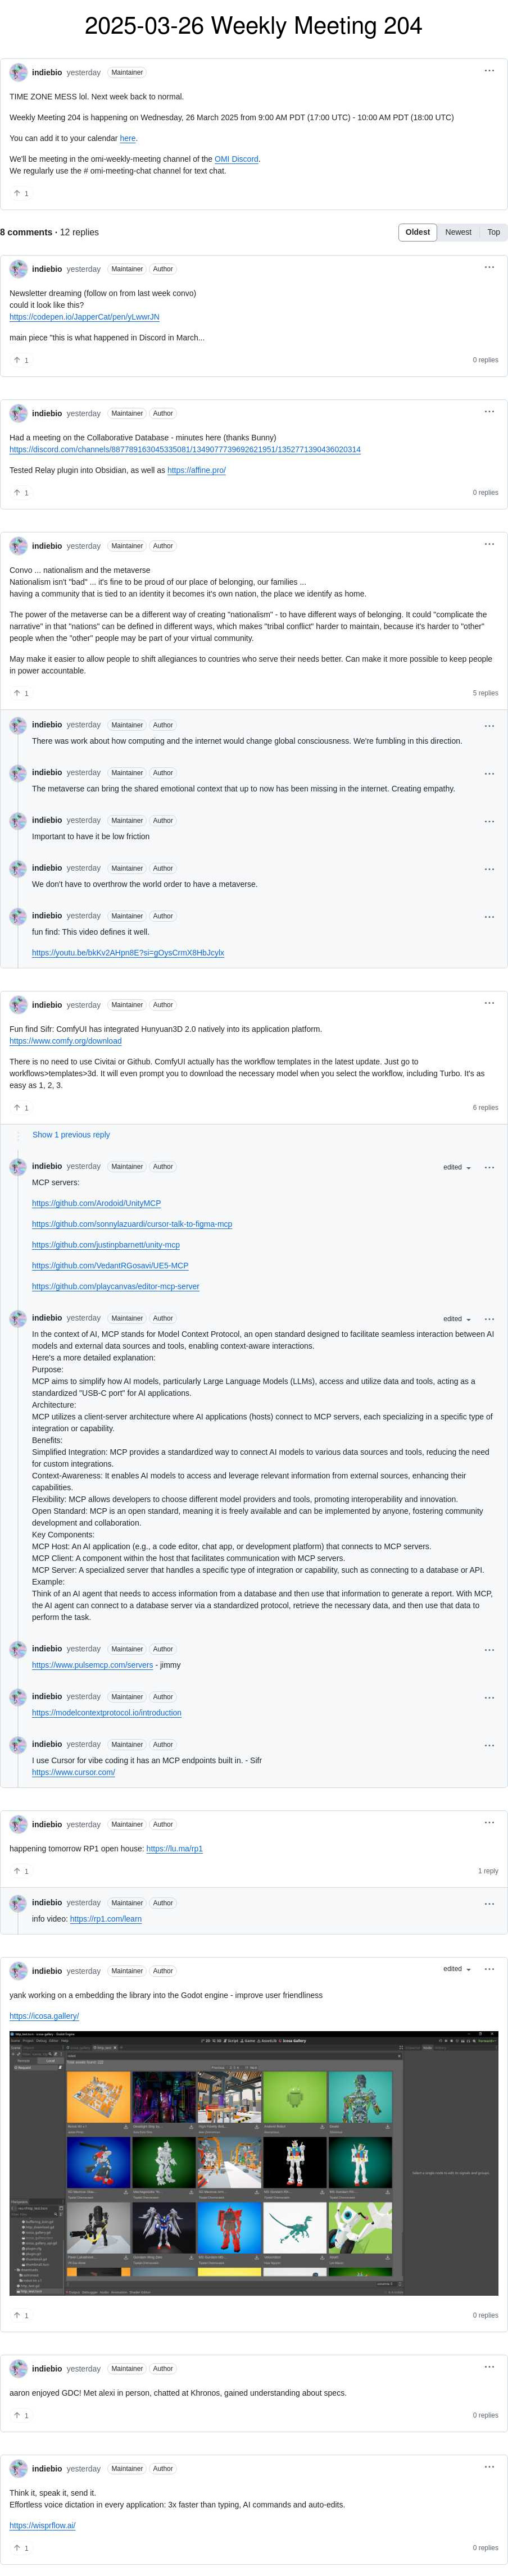 2025-03-26 Weekly Meeting 204
indiebio yesterday Maintainer
TIME ZONE MESS lol. Next week back to normal.
Weekly Meeting 204 is happening on Wednesday, 26 March 2025 from 9:00 AM PDT (17:00 UTC) - 10:00 AM PDT (18:00 UTC)
You can add it to your calendar here.
We'll be meeting in the omi-weekly-meeting channel of the OMI Discord.
We regularly use the # omi-meeting-chat channel for text chat.
1
8 comments · 12 replies
Oldest Newest Top
indiebio yesterday Maintainer Author
Newsletter dreaming (follow on from last week convo)
could it look like this?
https://codepen.io/JapperCat/pen/yLwwrJN
main piece "this is what happened in Discord in March...
1
0 replies
indiebio yesterday Maintainer Author
Had a meeting on the Collaborative Database - minutes here (thanks Bunny)
https://discord.com/channels/887789163045335081/1349077739692621951/1352771390436020314
Tested Relay plugin into Obsidian, as well as https://affine.pro/
1
0 replies
indiebio yesterday Maintainer Author
Convo ... nationalism and the metaverse
Nationalism isn't "bad" ... it's fine to be proud of our place of belonging, our families ...
having a community that is tied to an identity it becomes it's own nation, the place we identify as home.
The power of the metaverse can be a different way of creating "nationalism" - to have different ways of belonging. It could "complicate the
narrative" in that "nations" can be defined in different ways, which makes "tribal conflict" harder to maintain, because it's harder to "other"
people when the "other" people may be part of your virtual community.
May make it easier to allow people to shift allegiances to countries who serve their needs better. Can make it more possible to keep people
in power accountable.
1
5 replies
indiebio yesterday Maintainer Author
There was work about how computing and the internet would change global consciousness. We're fumbling in this direction.
indiebio yesterday Maintainer Author
The metaverse can bring the shared emotional context that up to now has been missing in the internet. Creating empathy.
indiebio yesterday Maintainer Author
Important to have it be low friction
indiebio yesterday Maintainer Author
We don't have to overthrow the world order to have a metaverse.
indiebio yesterday Maintainer Author
fun find: This video defines it well.
https://youtu.be/bkKv2AHpn8E?si=gOysCrmX8HbJcylx
indiebio yesterday Maintainer Author
Fun find Sifr: ComfyUI has integrated Hunyuan3D 2.0 natively into its application platform.
https://www.comfy.org/download
There is no need to use Civitai or Github. ComfyUI actually has the workflow templates in the latest update. Just go to
workflows>templates>3d. It will even prompt you to download the necessary model when you select the workflow, including Turbo. It's as
easy as 1, 2, 3.
1
6 replies
Show 1 previous reply
indiebio yesterday Maintainer Author edited
MCP servers:
https://github.com/Arodoid/UnityMCP
https://github.com/sonnylazuardi/cursor-talk-to-figma-mcp
https://github.com/justinpbarnett/unity-mcp
https://github.com/VedantRGosavi/UE5-MCP
https://github.com/playcanvas/editor-mcp-server
indiebio yesterday Maintainer Author edited
In the context of AI, MCP stands for Model Context Protocol, an open standard designed to facilitate seamless interaction between AI
models and external data sources and tools, enabling context-aware interactions.
Here's a more detailed explanation:
Purpose:
MCP aims to simplify how AI models, particularly Large Language Models (LLMs), access and utilize data and tools, acting as a
standardized "USB-C port" for AI applications.
Architecture:
MCP utilizes a client-server architecture where AI applications (hosts) connect to MCP servers, each specializing in a specific type of
integration or capability.
Benefits:
Simplified Integration: MCP provides a standardized way to connect AI models to various data sources and tools, reducing the need
for custom integrations.
Context-Awareness: It enables AI models to access and leverage relevant information from external sources, enhancing their
capabilities.
Flexibility: MCP allows developers to choose different model providers and tools, promoting interoperability and innovation.
Open Standard: MCP is an open standard, meaning it is freely available and can be implemented by anyone, fostering community
development and collaboration.
Key Components:
MCP Host: An AI application (e.g., a code editor, chat app, or development platform) that connects to MCP servers.
MCP Client: A component within the host that facilitates communication with MCP servers.
MCP Server: A specialized server that handles a specific type of integration or capability, such as connecting to a database or API.
Example:
Think of an AI agent that needs to access information from a database and then use that information to generate a report. With MCP,
the AI agent can connect to a database server via a standardized protocol, retrieve the necessary data, and then use that data to
perform the task.
indiebio yesterday Maintainer Author
https://www.pulsemcp.com/servers - jimmy
indiebio yesterday Maintainer Author
https://modelcontextprotocol.io/introduction
indiebio yesterday Maintainer Author
I use Cursor for vibe coding it has an MCP endpoints built in. - Sifr
https://www.cursor.com/
indiebio yesterday Maintainer Author
happening tomorrow RP1 open house: https://lu.ma/rp1
1
1 reply
indiebio yesterday Maintainer Author
info video: https://rp1.com/learn
indiebio yesterday Maintainer Author edited
yank working on a embedding the library into the Godot engine - improve user friendliness
https://icosa.gallery/
1
0 replies
indiebio yesterday Maintainer Author
aaron enjoyed GDC! Met alexi in person, chatted at Khronos, gained understanding about specs.
1
0 replies
indiebio yesterday Maintainer Author
Think it, speak it, send it.
Effortless voice dictation in every application: 3x faster than typing, AI commands and auto-edits.
https://wisprflow.ai/
1
0 replies